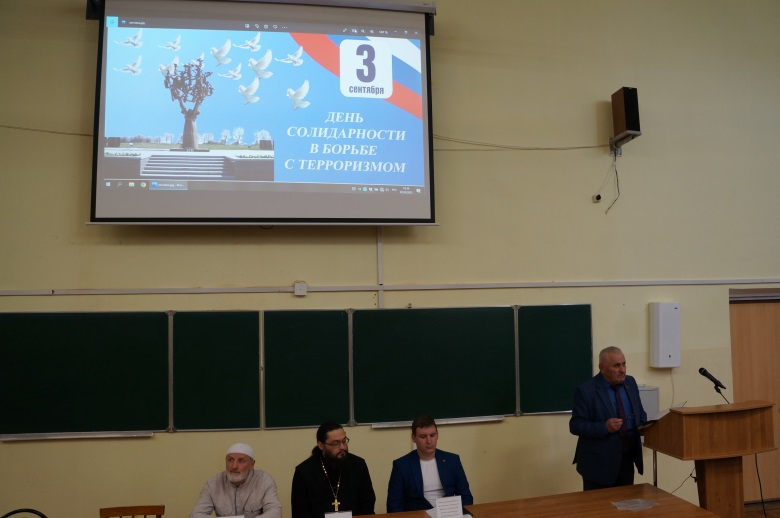 3
сентября
ДЕНЬ
СОЛИДАРНОСТИ
В БОРЬБЕ
С ТЕРРОРИЗМОМ